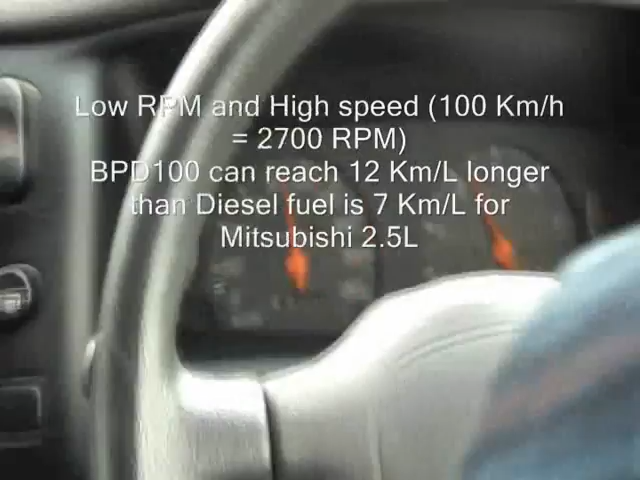 Low RPM and High speed (100 Km/h
= 2700 RPM)
BPD100 can reach 12 Km/L longer
than Diesel fuel is 7 Km/L for
Mitsubishi 2.5L